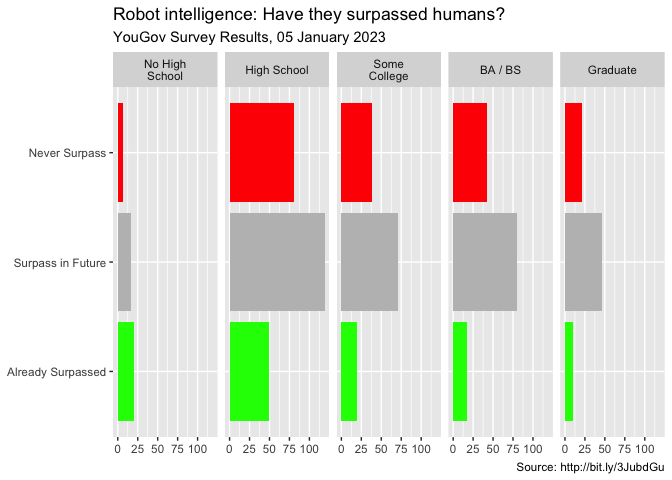 Robot intelligence: Have they surpassed humans?
YouGov Survey Results, 05 January 2023
No High
School
High School
Some
College
BA / BS
Graduate
Never Surpass
Surpass in Future
Already Surpassed
0 25 50 75 100
0 25 50 75 100
0 25 50 75 100
0 25 50 75 100
0 25 50 75 100
Source: http://bit.ly/3JubdGu